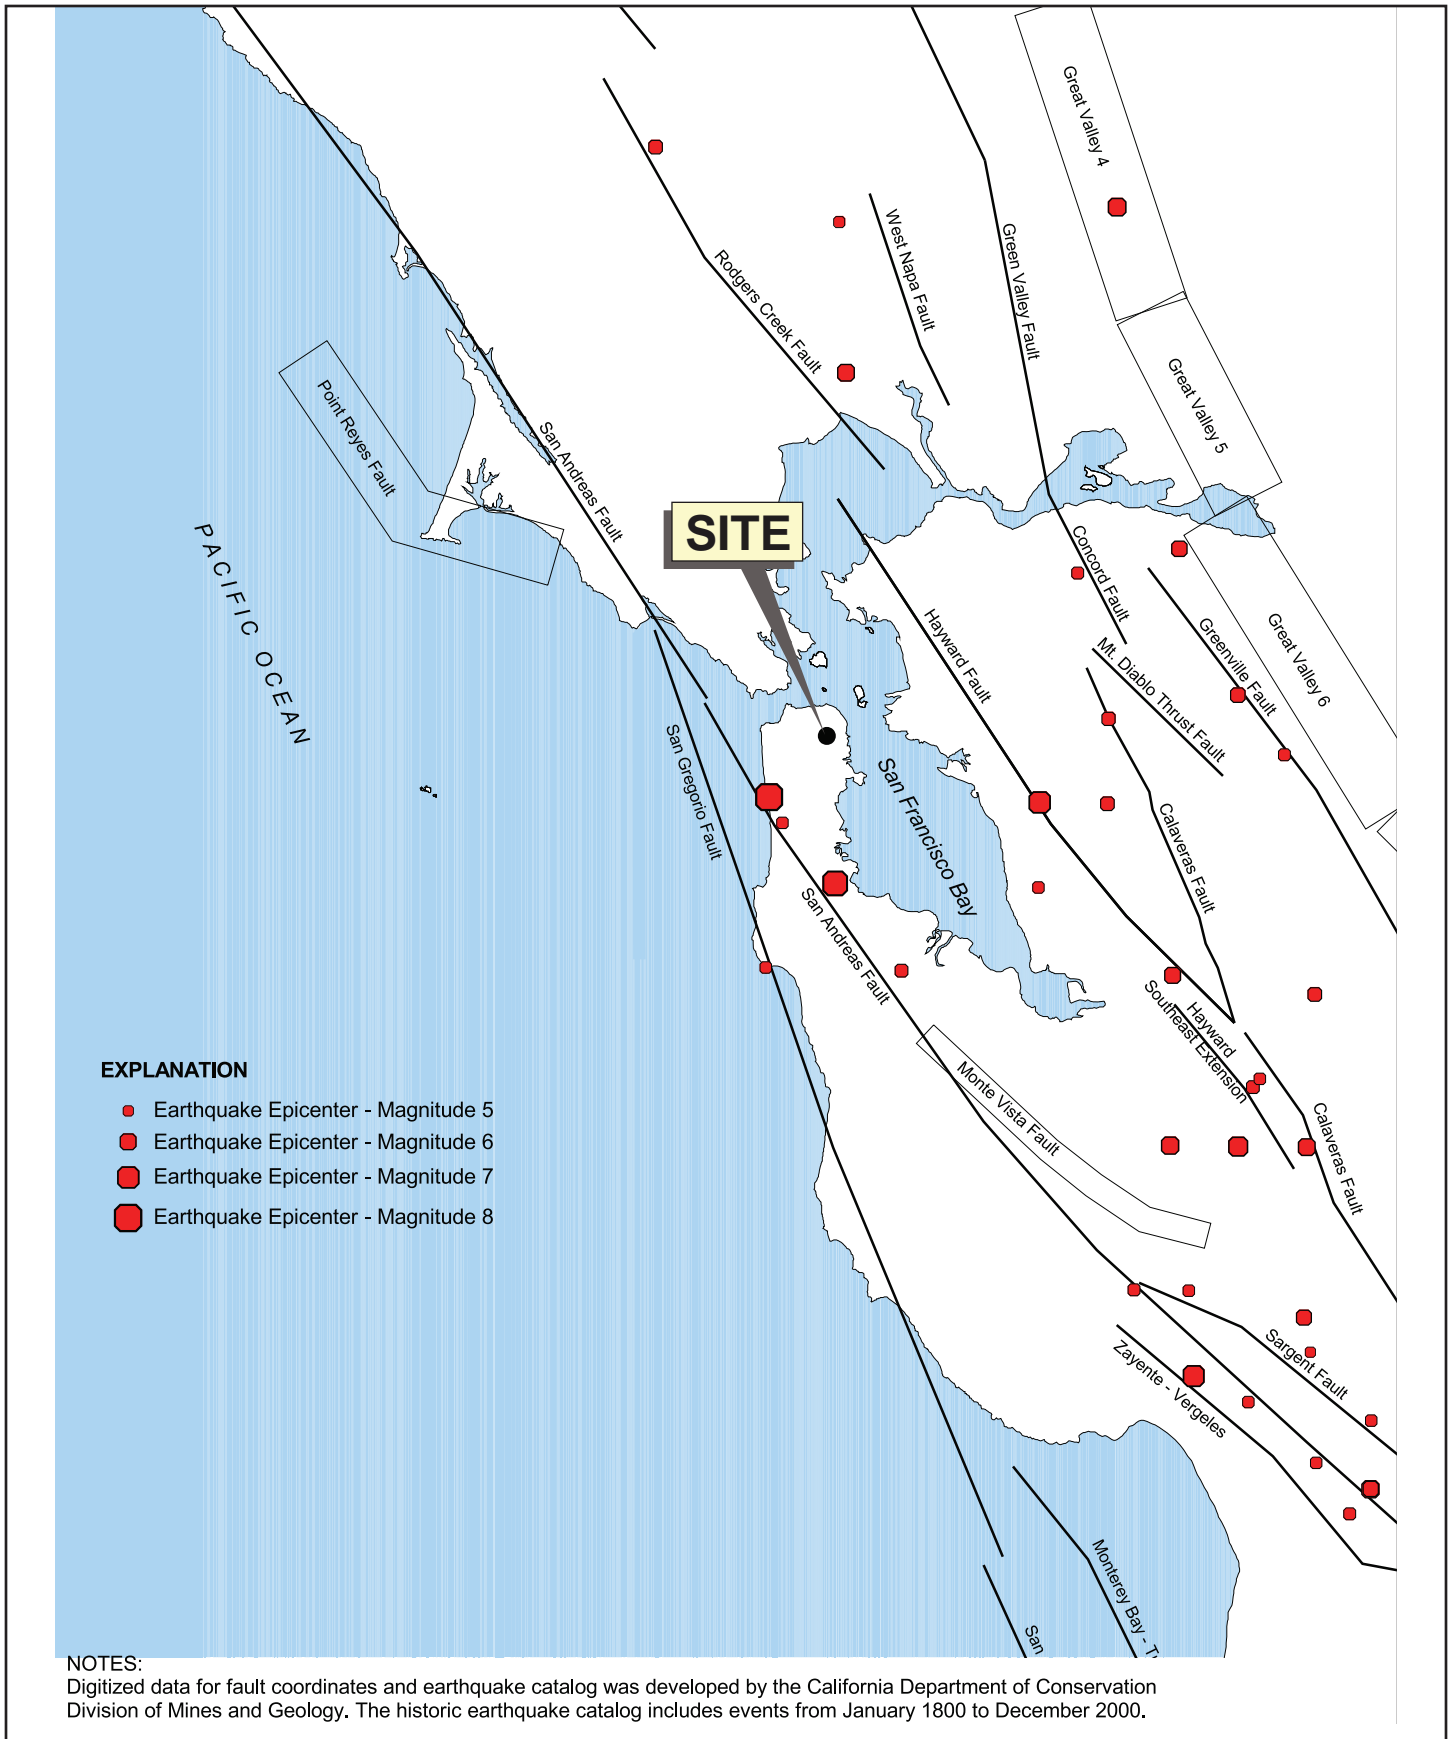 Great Valley 4
West Napa Fault
Green Valley Fault
Rodgers Creek Fault
Great Valley 5
Point Reyes Fault
San Andreas Fault
SITE
PACIFIC OCEAN
Concord Fault
Hayward Fault
Greenville Fault
Great Valley 6
Mt. Diablo Thrust Fault
San Gregorio Fault
San Francisco Bay
Calaveras Fault
San Andreas Fault
Hayward
Southeast Extension
Monte Vista Fault
Calaveras Fault
EXPLANATION
Earthquake Epicenter - Magnitude 5
Earthquake Epicenter - Magnitude 6
Earthquake Epicenter - Magnitude 7
Earthquake Epicenter - Magnitude 8
Sargent Fault
Zayente - Vergeles
Monterey Bay - T
San
NOTES:
Digitized data for fault coordinates and earthquake catalog was developed by the California Department of Conservation
Division of Mines and Geology. The historic earthquake catalog includes events from January 1800 to December 2000.